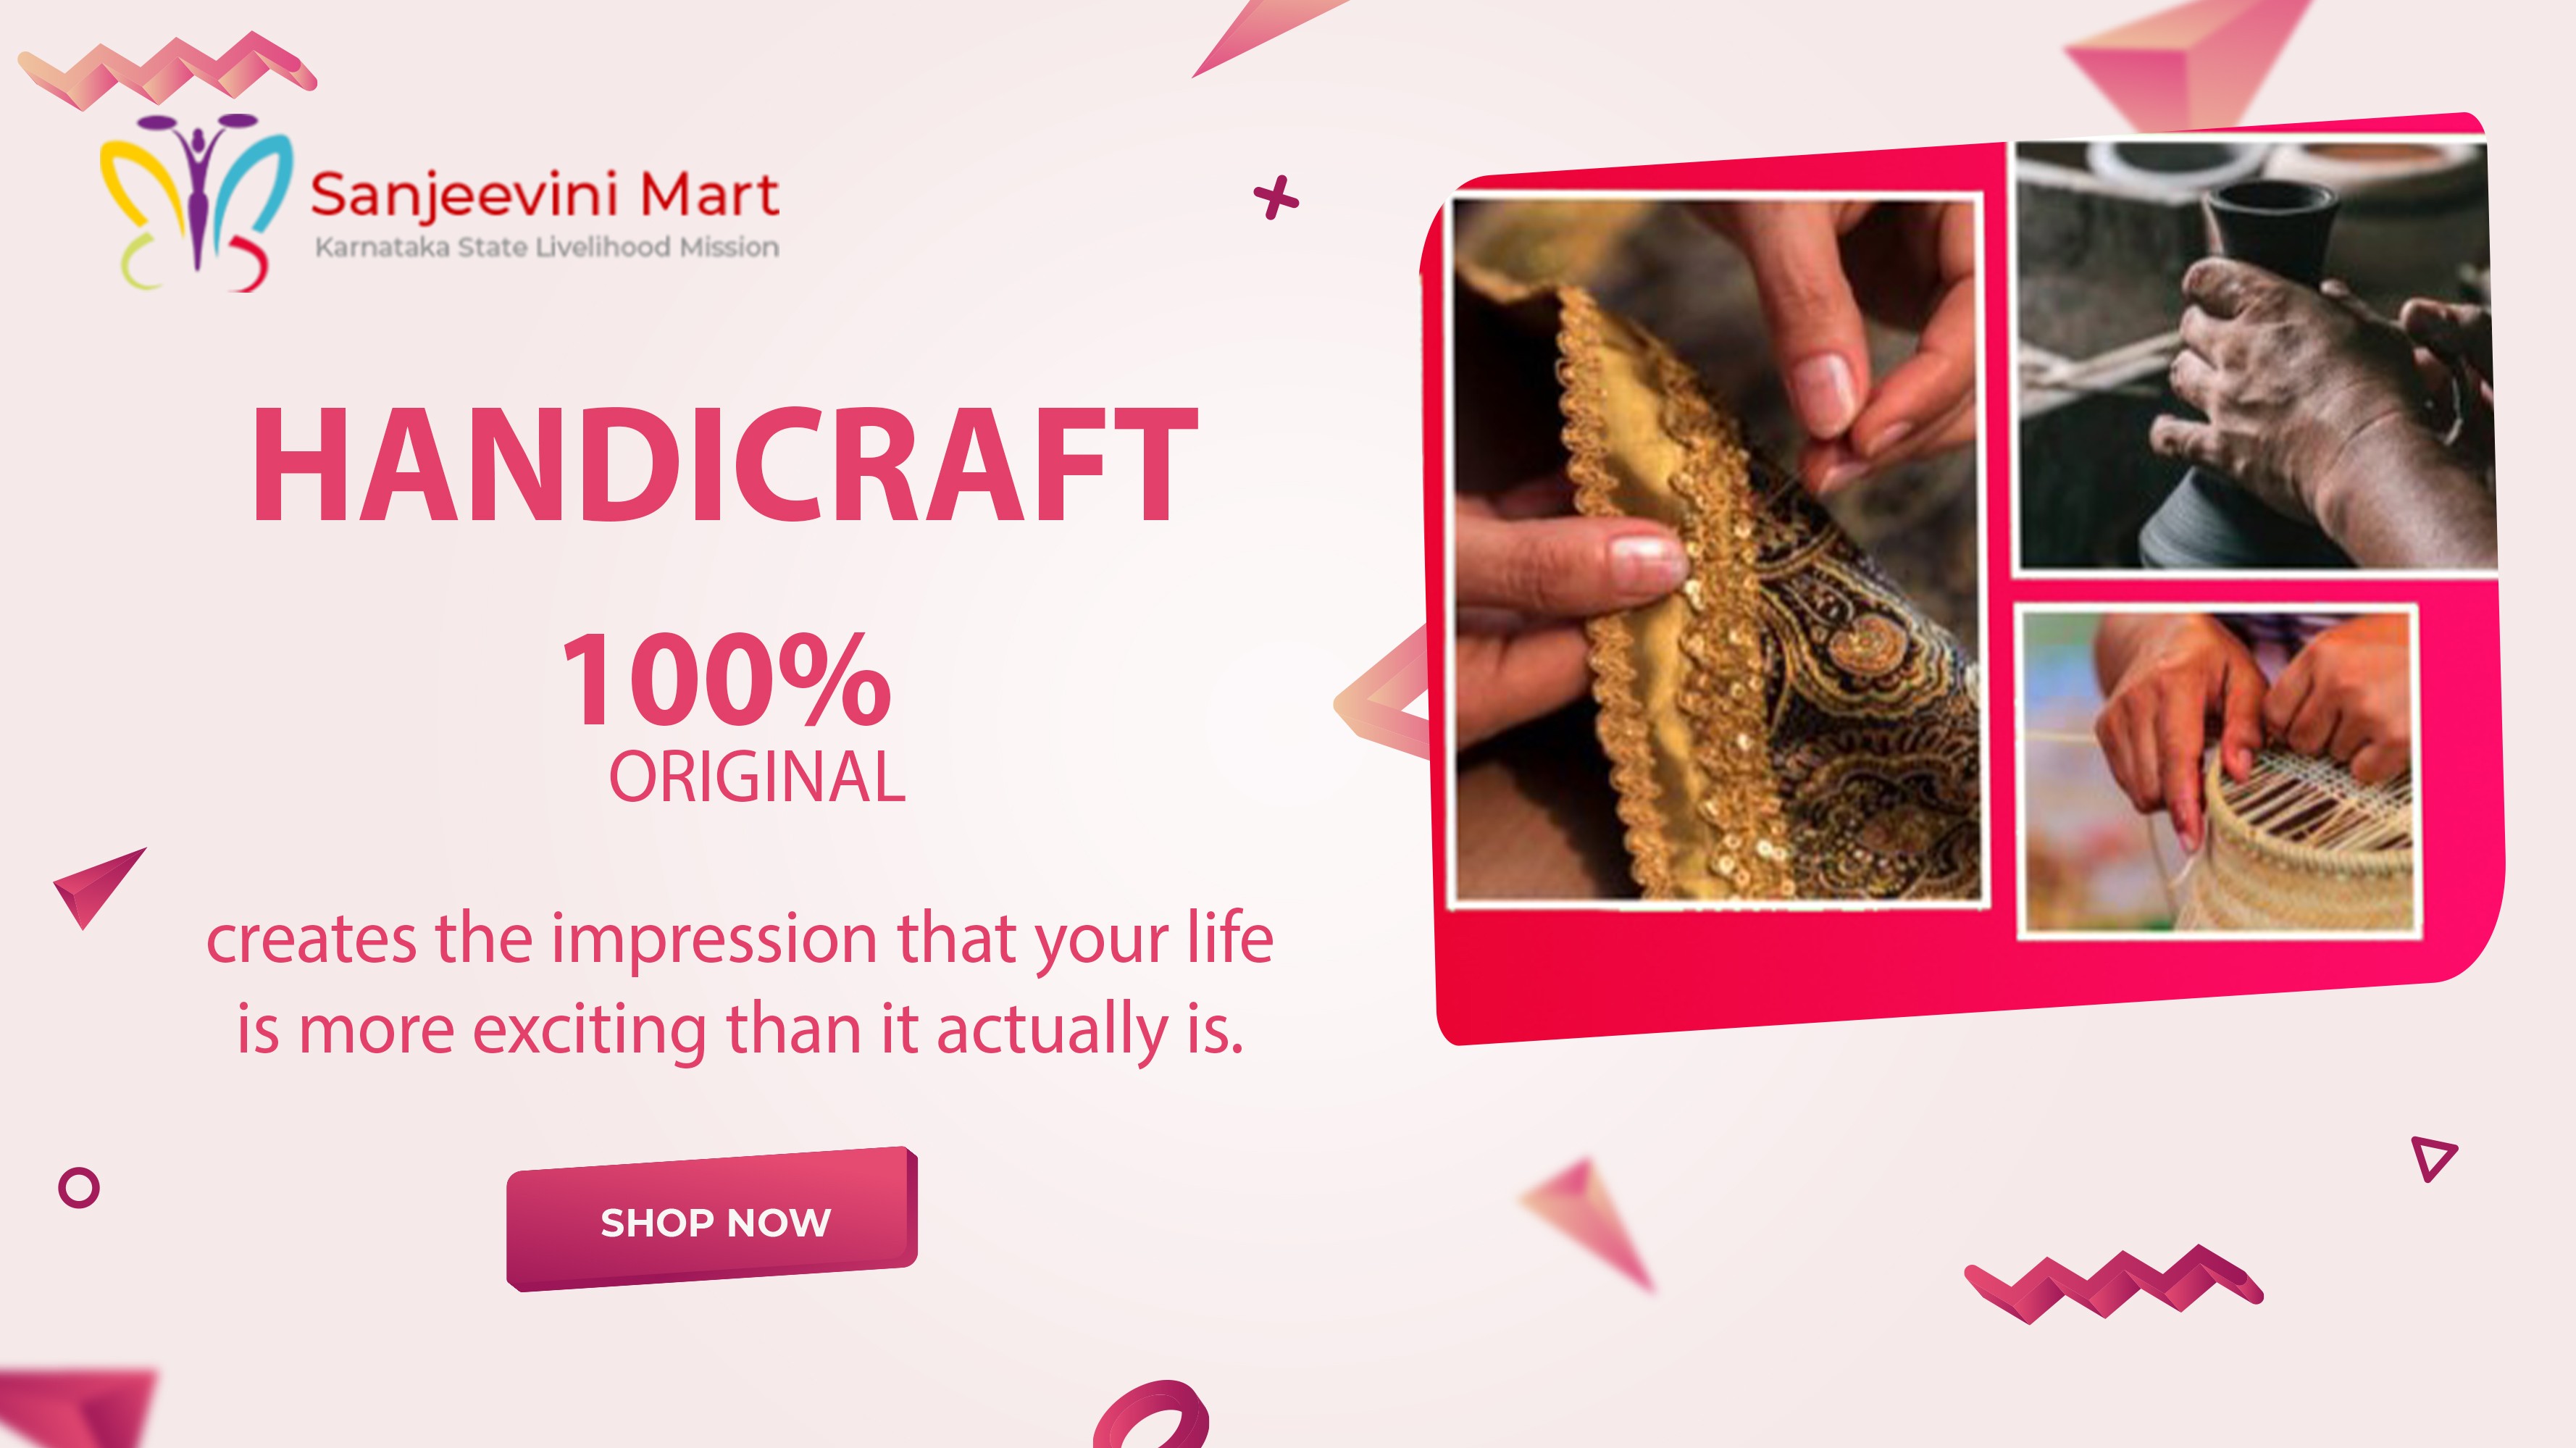 Sanjeevini Mart
Karnataka State Livelihood Mission
HANDICRAFT
100%
ORIGINAL
creates the impression that your life
is more exciting than it actually is.
SHOP NOW